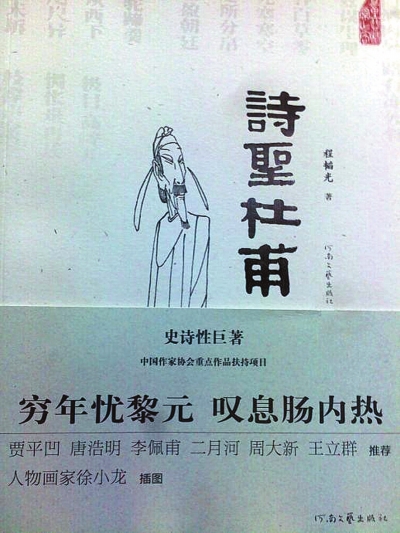 詩聖杜甫
程韬光 著
河南文艺出版社
史诗性巨著
中国作家协会重点作品扶持项目
穷年忧黎元 叹息肠内热
贾平凹 唐浩明 李佩甫 二月河 周大新 王立群 推荐
人物画家徐小龙 插图
河南文艺出版社